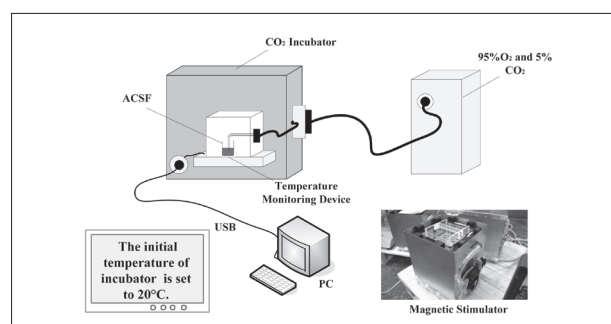 CO₂ Incubator
95%O₂ and 5%
CO₂
ACSF
Temperature
Monitoring Device
USB
PC
The initial
temperature of
incubator is set
to 20°C.
Magnetic Stimulator